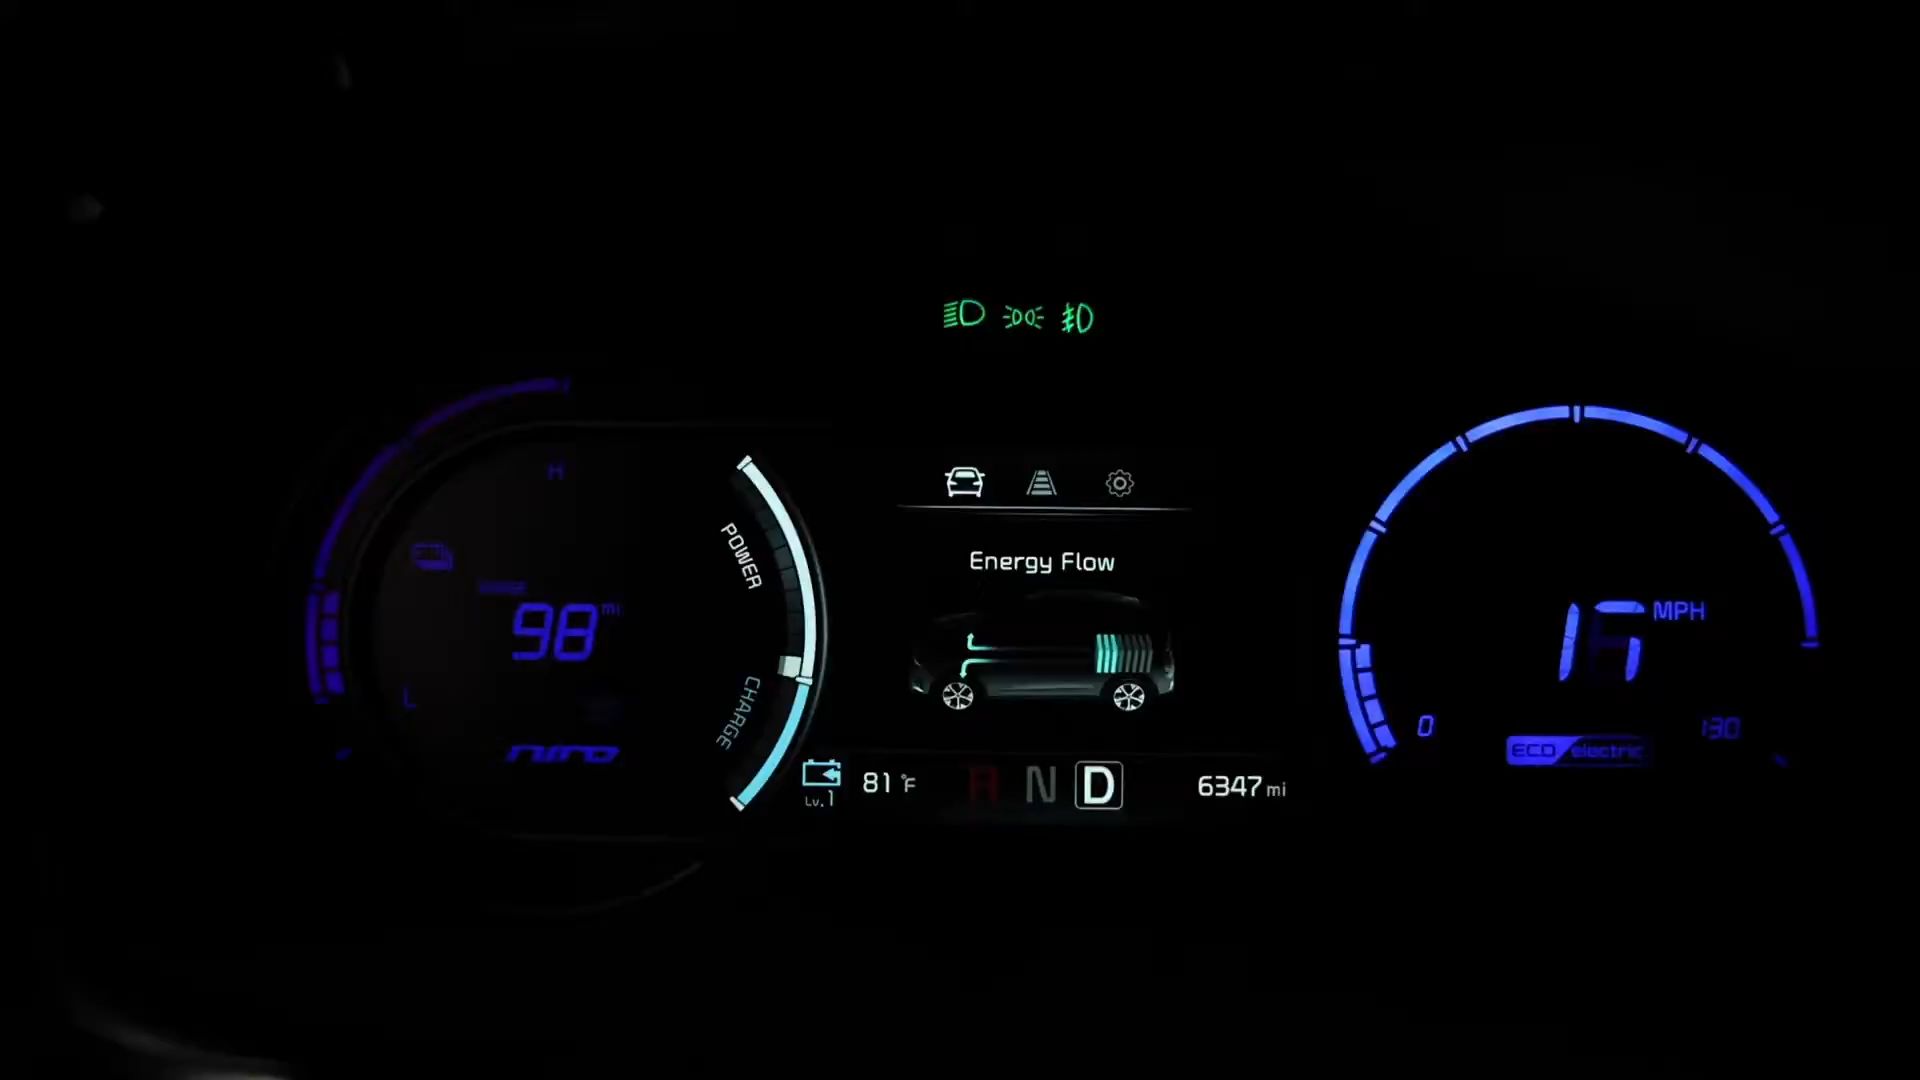 H
POWER
Energy Flow
98 mi
MPH
CHARGE
L
0
130
niro
ECO electric
Lv.1
81°F
R N D
6347 mi